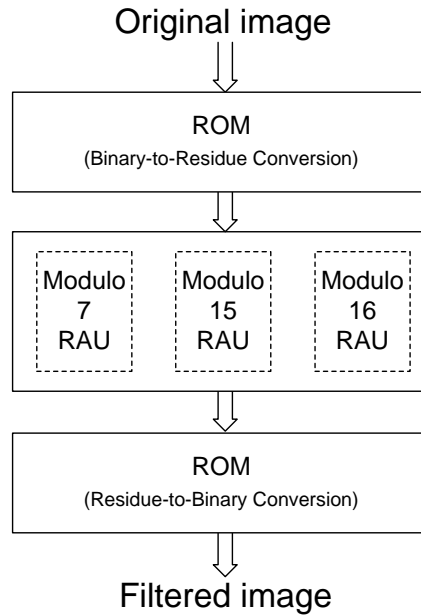 Original image
ROM
(Binary-to-Residue Conversion)
Modulo
7
RAU
Modulo
15
RAU
Modulo
16
RAU
ROM
(Residue-to-Binary Conversion)
Filtered image